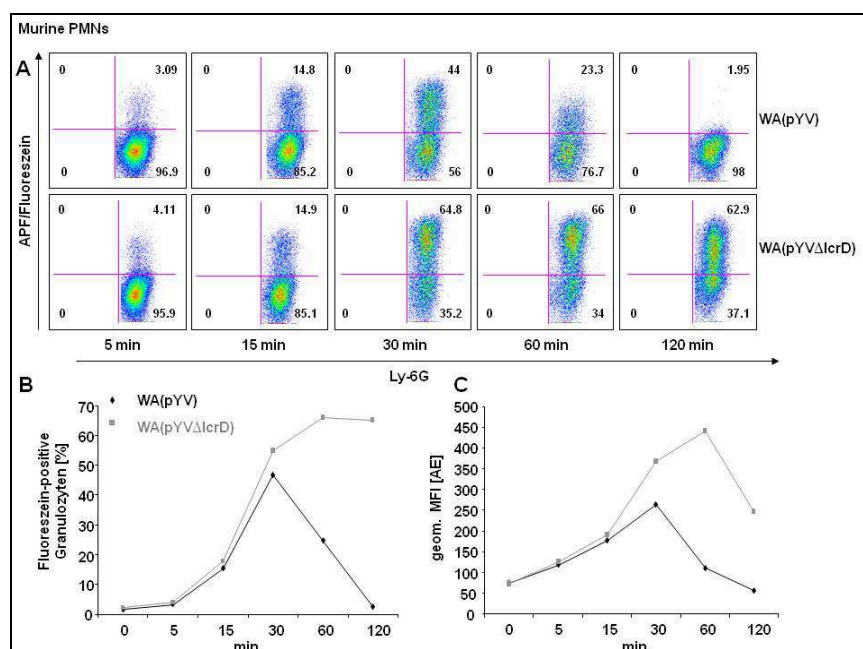 Murine PMNs
A
0 3.09
0 96.9
0 14.8
0 85.2
0 44
0 56
0 23.3
0 76.7
0 1.95
0 98
WA(pYV)
0 4.11
0 95.9
0 14.9
0 85.1
0 64.8
0 35.2
0 66
0 34
0 62.9
0 37.1
WA(pYVΔlcrD)
APF/Fluoreszein
5 min 15 min 30 min 60 min 120 min
Ly-6G
B
WA(pYV)
WA(pYVΔlcrD)
Fluoreszein-positive
Granulozyten [%]
70
60
50
40
30
20
10
0
0 5 15 30 60 120
min
C
geom. MFI [AE]
500
450
400
350
300
250
200
150
100
50
0
0 5 15 30 60 120
min